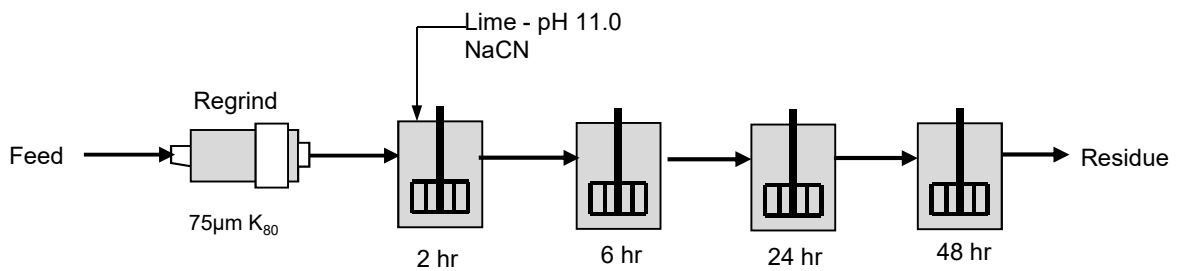 Lime - pH 11.0
NaCN
Regrind
Feed
Residue
75µm K₈₀
2 hr
6 hr
24 hr
48 hr